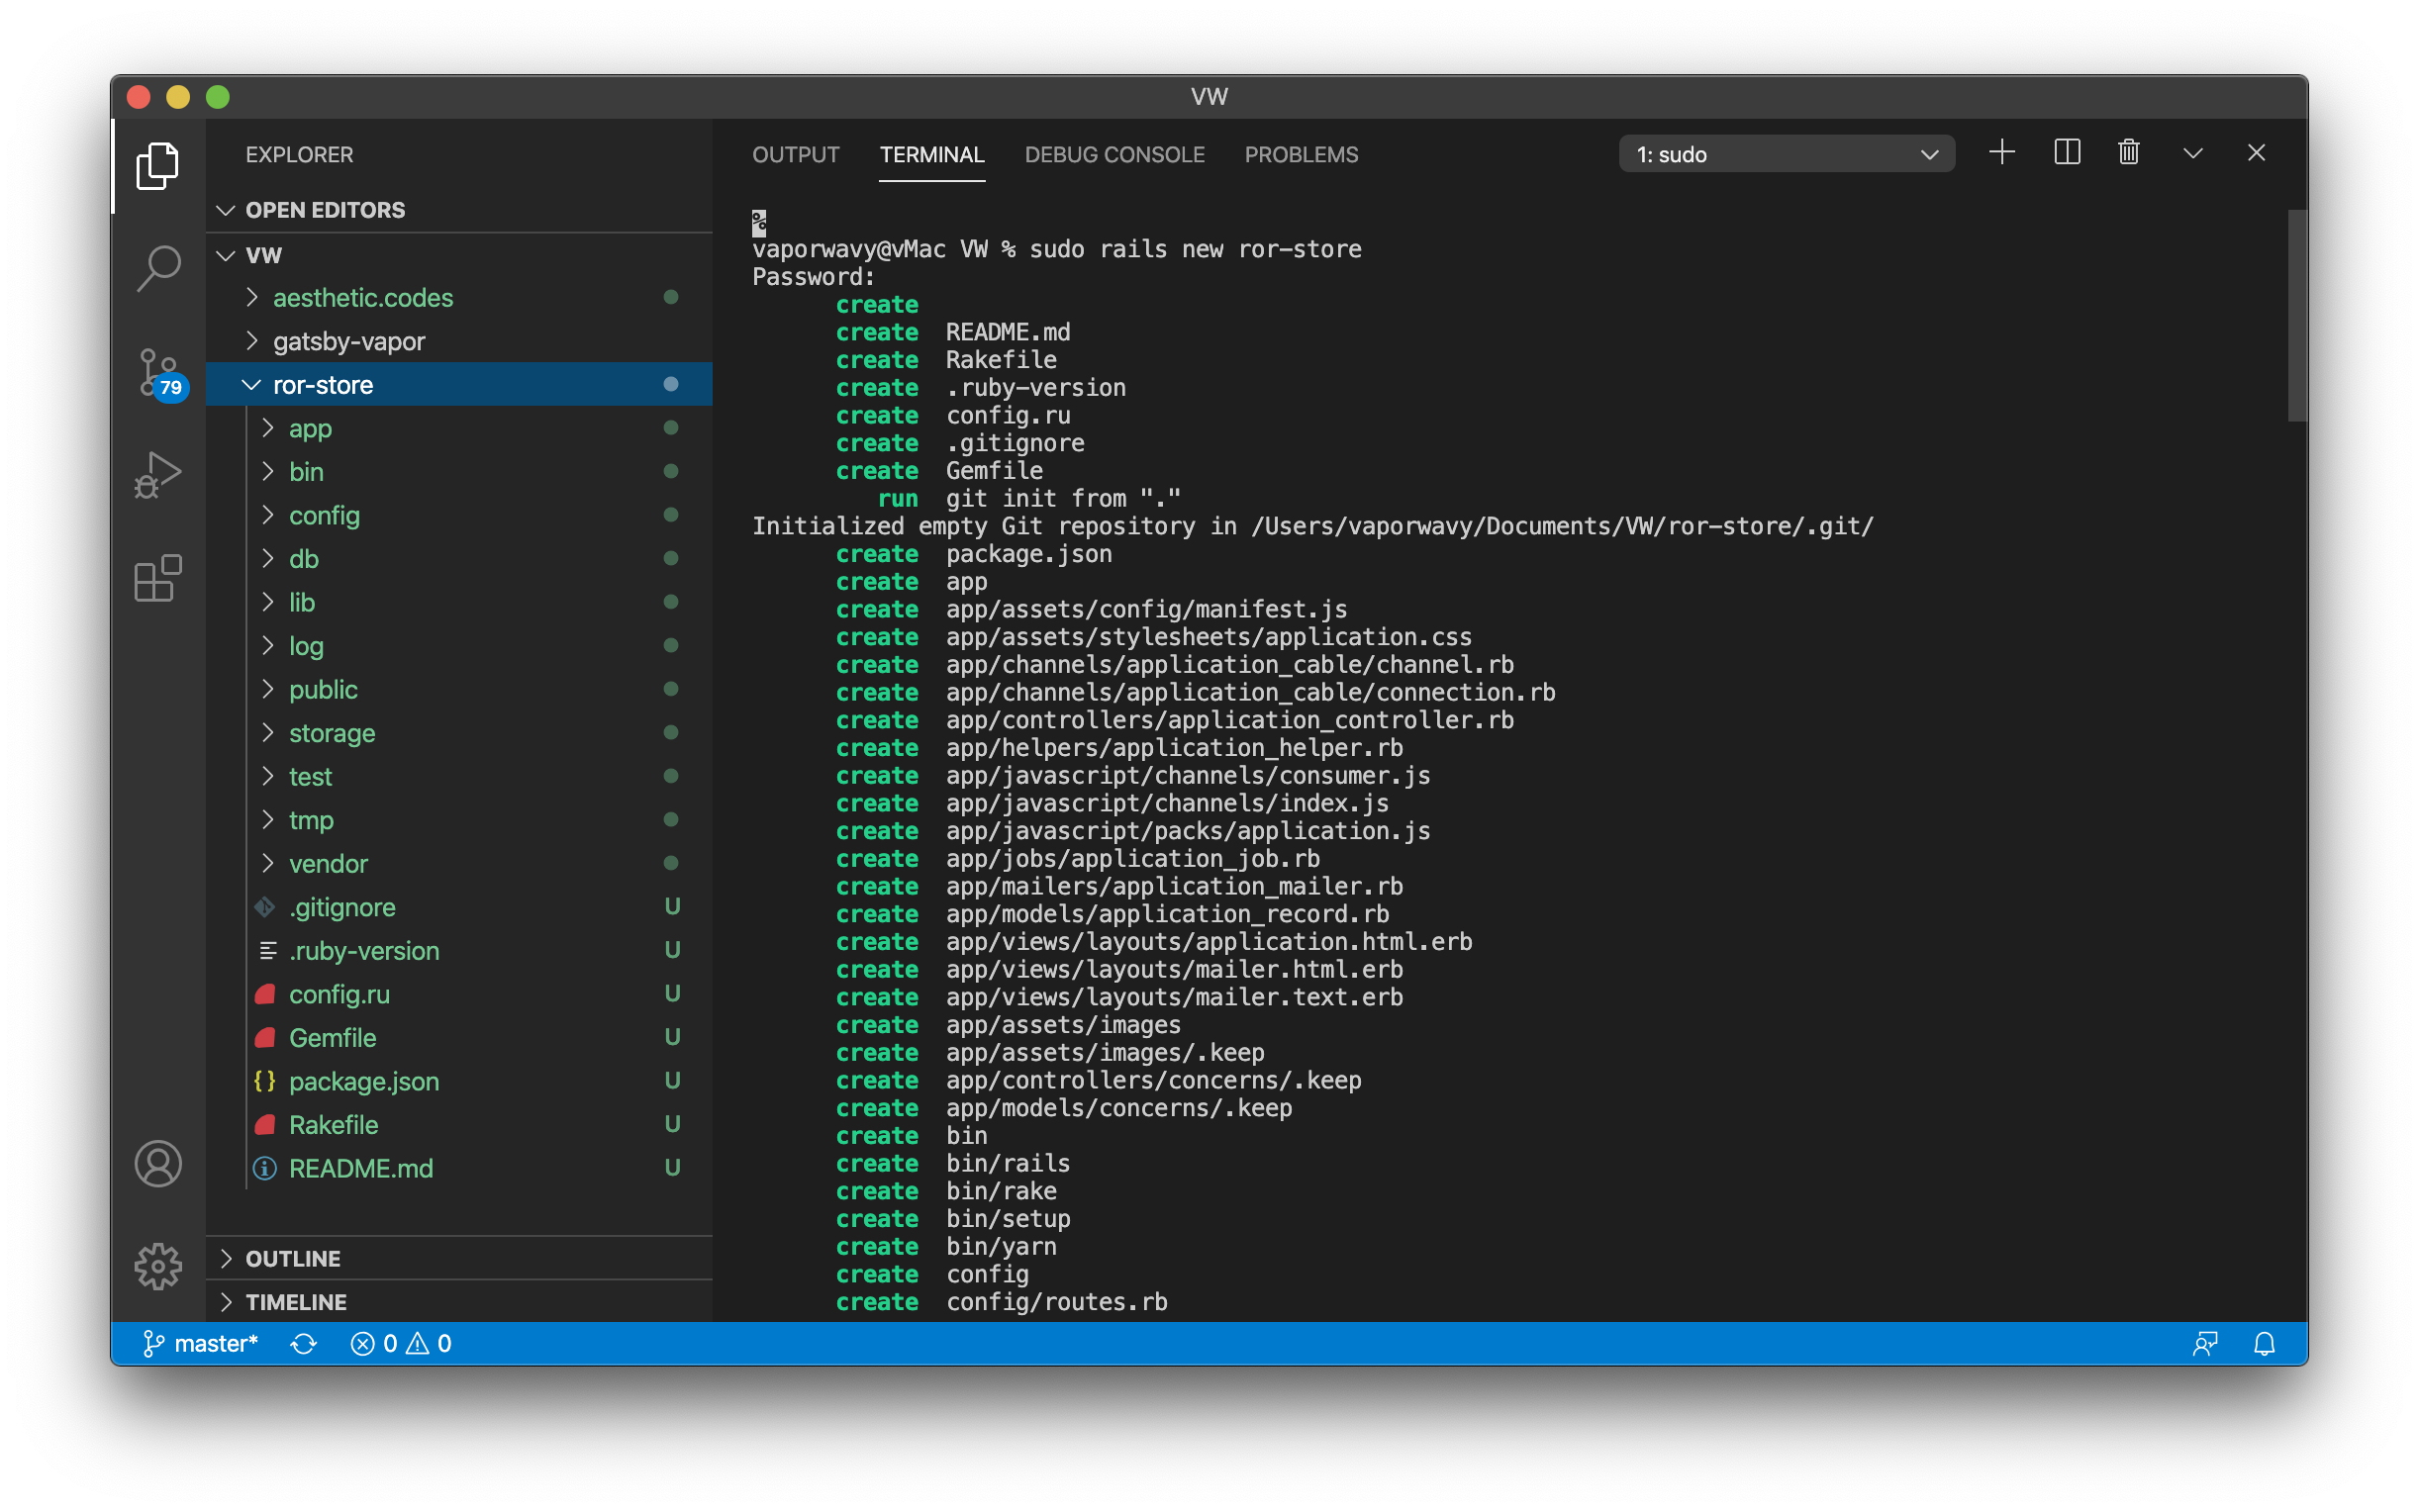 VW
EXPLORER
OPEN EDITORS
VW
aesthetic.codes
gatsby-vapor
ror-store
app
bin
config
db
lib
log
public
storage
test
tmp
vendor
.gitignore U
.ruby-version U
config.ru U
Gemfile U
package.json U
Rakefile U
README.md U
OUTLINE
TIMELINE
79
OUTPUT TERMINAL DEBUG CONSOLE PROBLEMS 1: sudo
%
vaporwavy@vMac VW % sudo rails new ror-store
Password:
create
create README.md
create Rakefile
create .ruby-version
create config.ru
create .gitignore
create Gemfile
run git init from "."
Initialized empty Git repository in /Users/vaporwavy/Documents/VW/ror-store/.git/
create package.json
create app
create app/assets/config/manifest.js
create app/assets/stylesheets/application.css
create app/channels/application_cable/channel.rb
create app/channels/application_cable/connection.rb
create app/controllers/application_controller.rb
create app/helpers/application_helper.rb
create app/javascript/channels/consumer.js
create app/javascript/channels/index.js
create app/javascript/packs/application.js
create app/jobs/application_job.rb
create app/mailers/application_mailer.rb
create app/models/application_record.rb
create app/views/layouts/application.html.erb
create app/views/layouts/mailer.html.erb
create app/views/layouts/mailer.text.erb
create app/assets/images
create app/assets/images/.keep
create app/controllers/concerns/.keep
create app/models/concerns/.keep
create bin
create bin/rails
create bin/rake
create bin/setup
create bin/yarn
create config
create config/routes.rb
master* 0 0